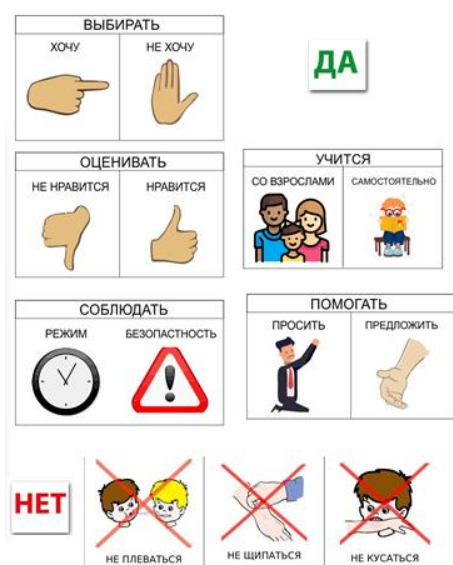 ВЫБИРАТЬ
ХОЧУ
НЕ ХОЧУ
ДА
ОЦЕНИВАТЬ
НЕ НРАВИТСЯ
НРАВИТСЯ
УЧИТСЯ
СО ВЗРОСЛАМИ
САМОСТОЯТЕЛЬНО
СОБЛЮДАТЬ
РЕЖИМ
БЕЗОПАСТНОСТЬ
ПОМОГАТЬ
ПРОСИТЬ
ПРЕДЛОЖИТЬ
НЕТ
НЕ ПЛЕВАТЬСЯ
НЕ ЩИПАТЬСЯ
НЕ КУСАТЬСЯ